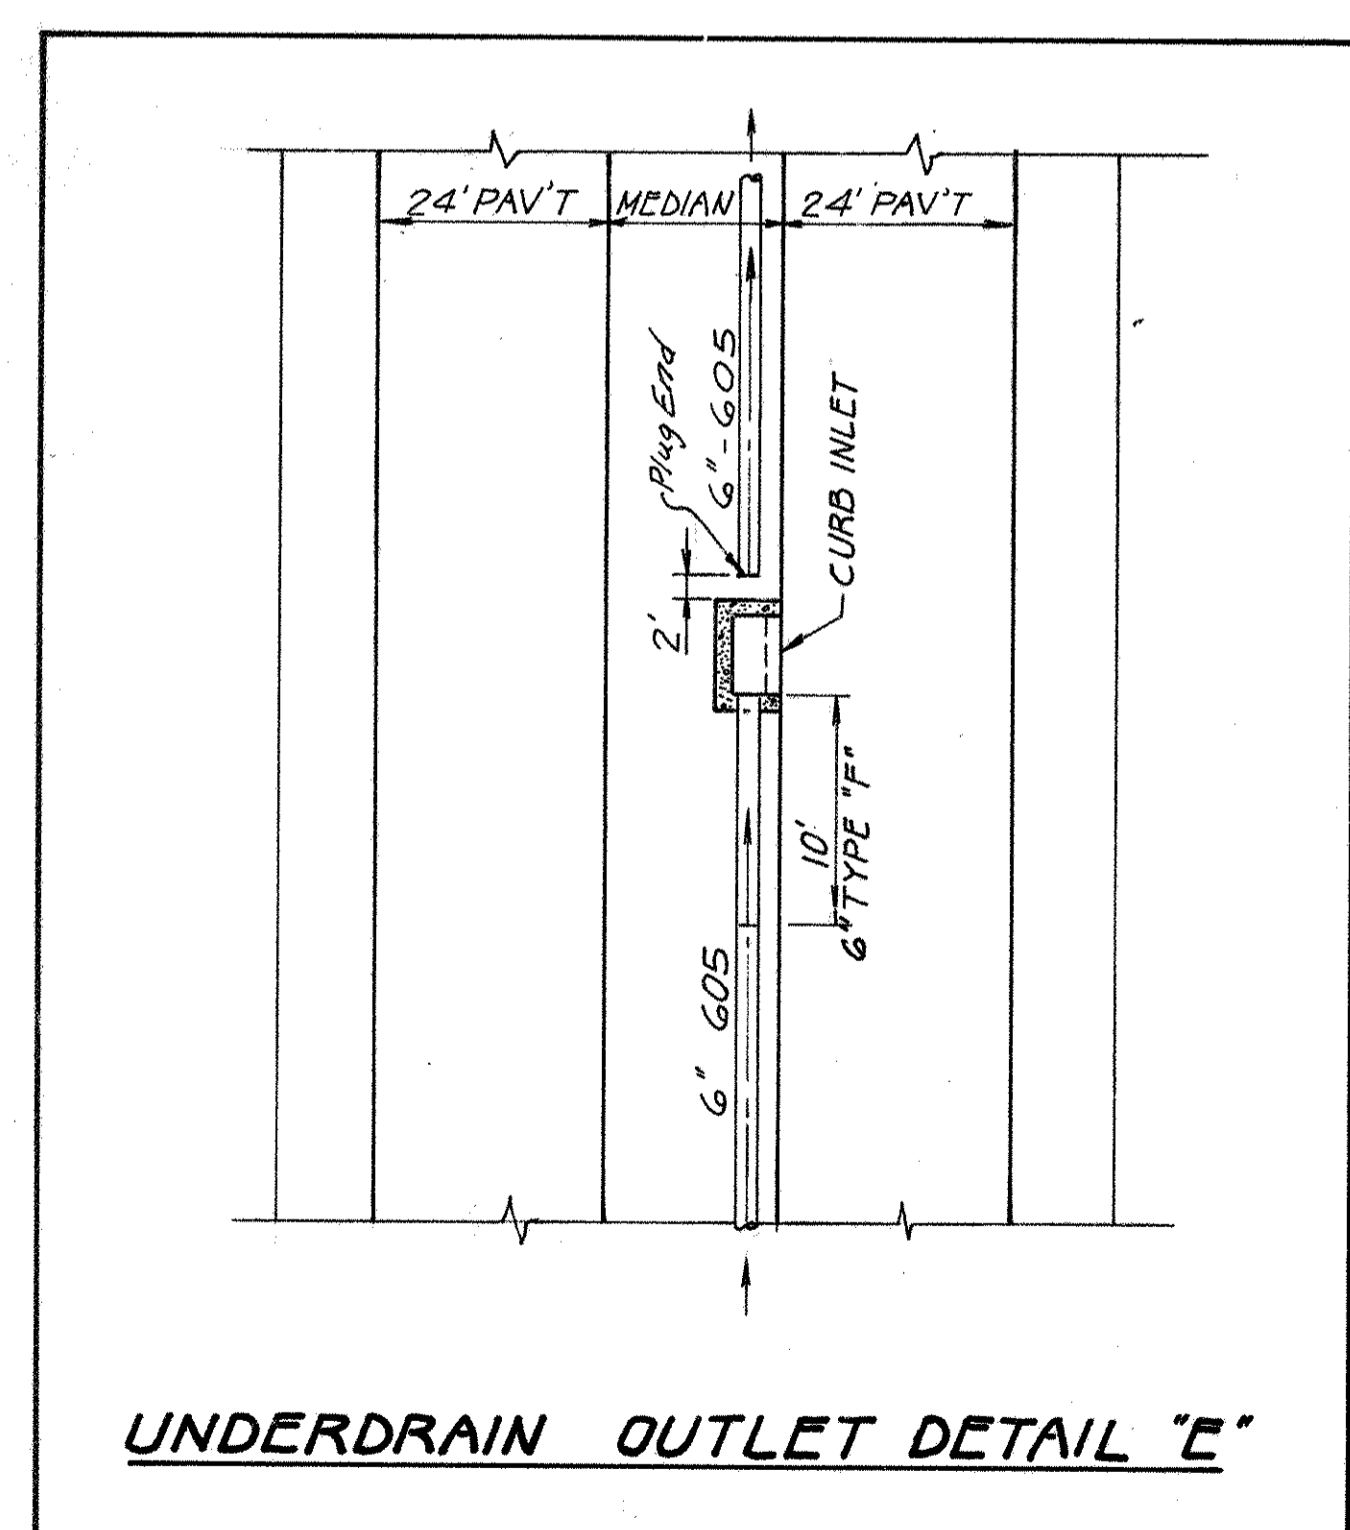 24' PAV'T
MEDIAN
24' PAV'T
Plug End
6"-605
CURB INLET
2'
10'
6" TYPE "F"
6" 605
UNDERDRAIN OUTLET DETAIL "E"